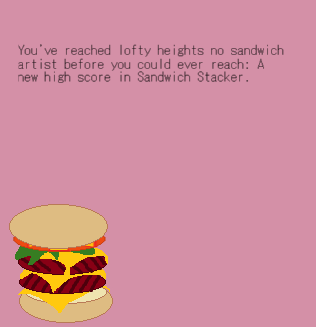 You've reached lofty heights no sandwich
artist before you could ever reach: A
new high score in Sandwich Stacker.